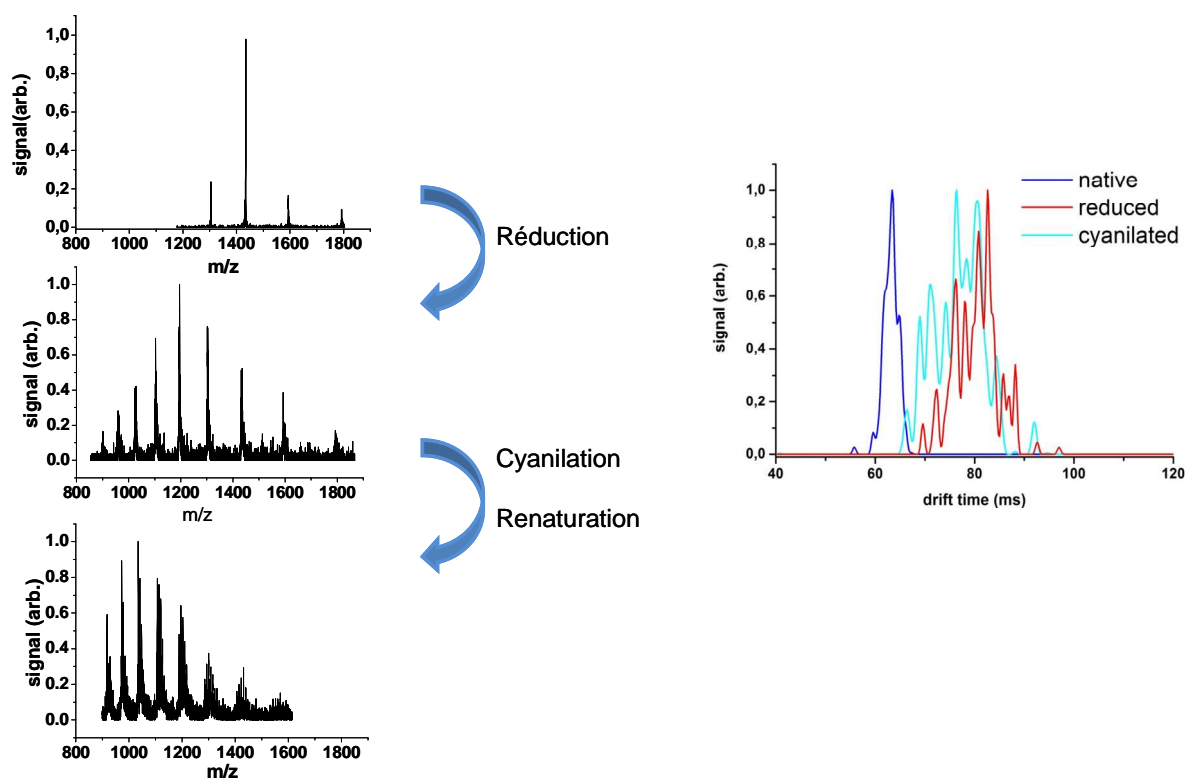 1,0
0,8
0,6
0,4
0,2
0,0
signal(arb.)
800 1000 1200 1400 1600 1800
m/z
Réduction
1.0
0.8
0.6
0.4
0.2
0.0
signal (arb.)
800 1000 1200 1400 1600 1800
m/z
Cyanilation
Renaturation
1.0
0.8
0.6
0.4
0.2
0.0
signal (arb.)
800 1000 1200 1400 1600 1800
m/z
native
reduced
cyanilated
1,0
0,8
0,6
0,4
0,2
0,0
signal (arb.)
40 60 80 100 120
drift time (ms)